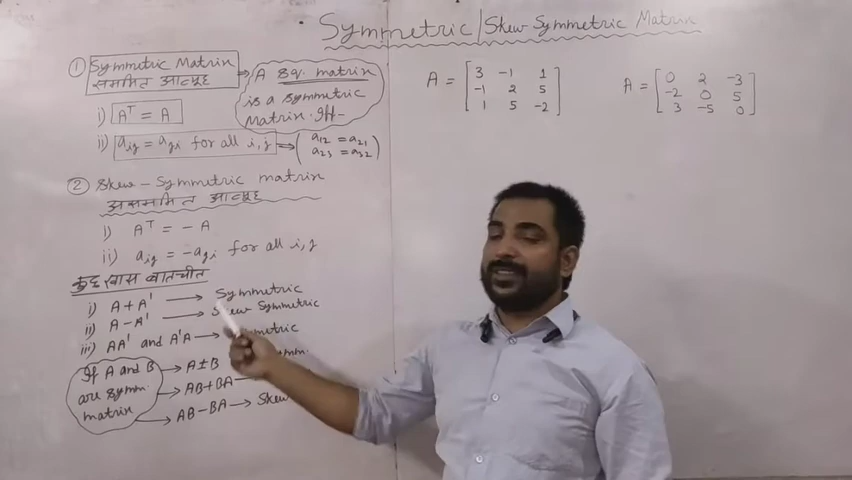 Symmetric/Skew Symmetric Matrix
① Symmetric Matrix
सममित आव्यूह
A Sq. matrix
is a symmetric
matrix. Iff-
i) Aᵀ = A
ii) aᵢⱼ = aⱼᵢ for all i, j → (a₁₂ = a₂₁
a₂₃ = a₃₂)
② Skew-Symmetric matrix
असममित आव्यूह
i) Aᵀ = -A
ii) aᵢⱼ = -aⱼᵢ for all i, j
कुछ खास बातचीत
i) A + A' → Symmetric
ii) A - A' → Skew Symmetric
iii) AA' and A'A →
If A and B
are symm.
matrix
→ A ± B
→ AB + BA
→ AB - BA → Skew
A = [3 -1 1
-1 2 5
1 5 -2]
A = [0 2 -3
-2 0 5
3 -5 0]